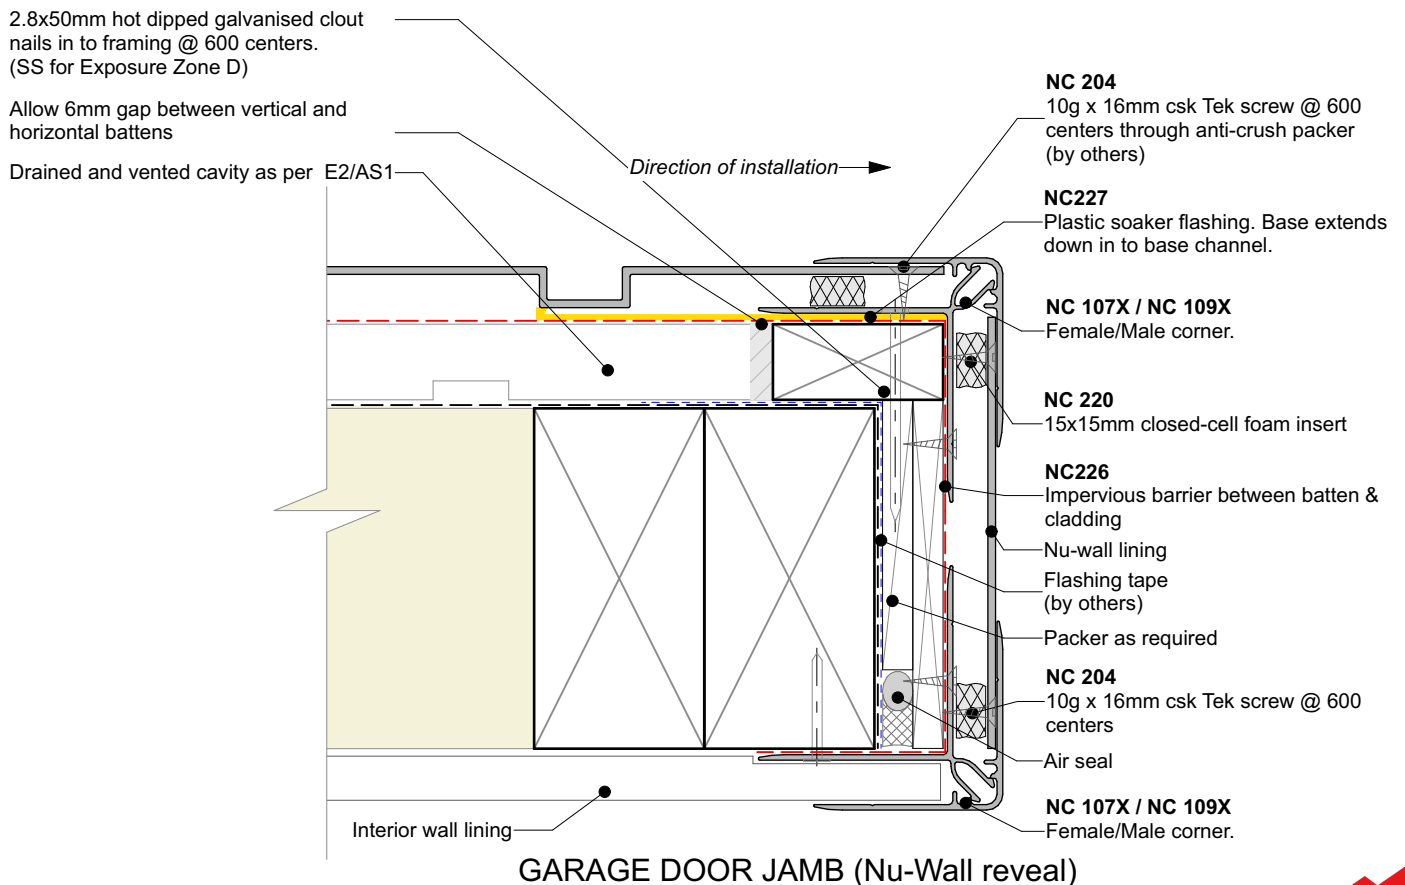 2.8x50mm hot dipped galvanised clout
nails in to framing @ 600 centers.
(SS for Exposure Zone D)
Allow 6mm gap between vertical and
horizontal battens
Drained and vented cavity as per E2/AS1
Direction of installation
NC 204
10g x 16mm csk Tek screw @ 600
centers through anti-crush packer
(by others)
NC227
Plastic soaker flashing. Base extends
down in to base channel.
NC 107X / NC 109X
Female/Male corner.
NC 220
15x15mm closed-cell foam insert
NC226
Impervious barrier between batten &
cladding
Nu-wall lining
Flashing tape
(by others)
Packer as required
NC 204
10g x 16mm csk Tek screw @ 600
centers
Air seal
NC 107X / NC 109X
Female/Male corner.
Interior wall lining
GARAGE DOOR JAMB (Nu-Wall reveal)